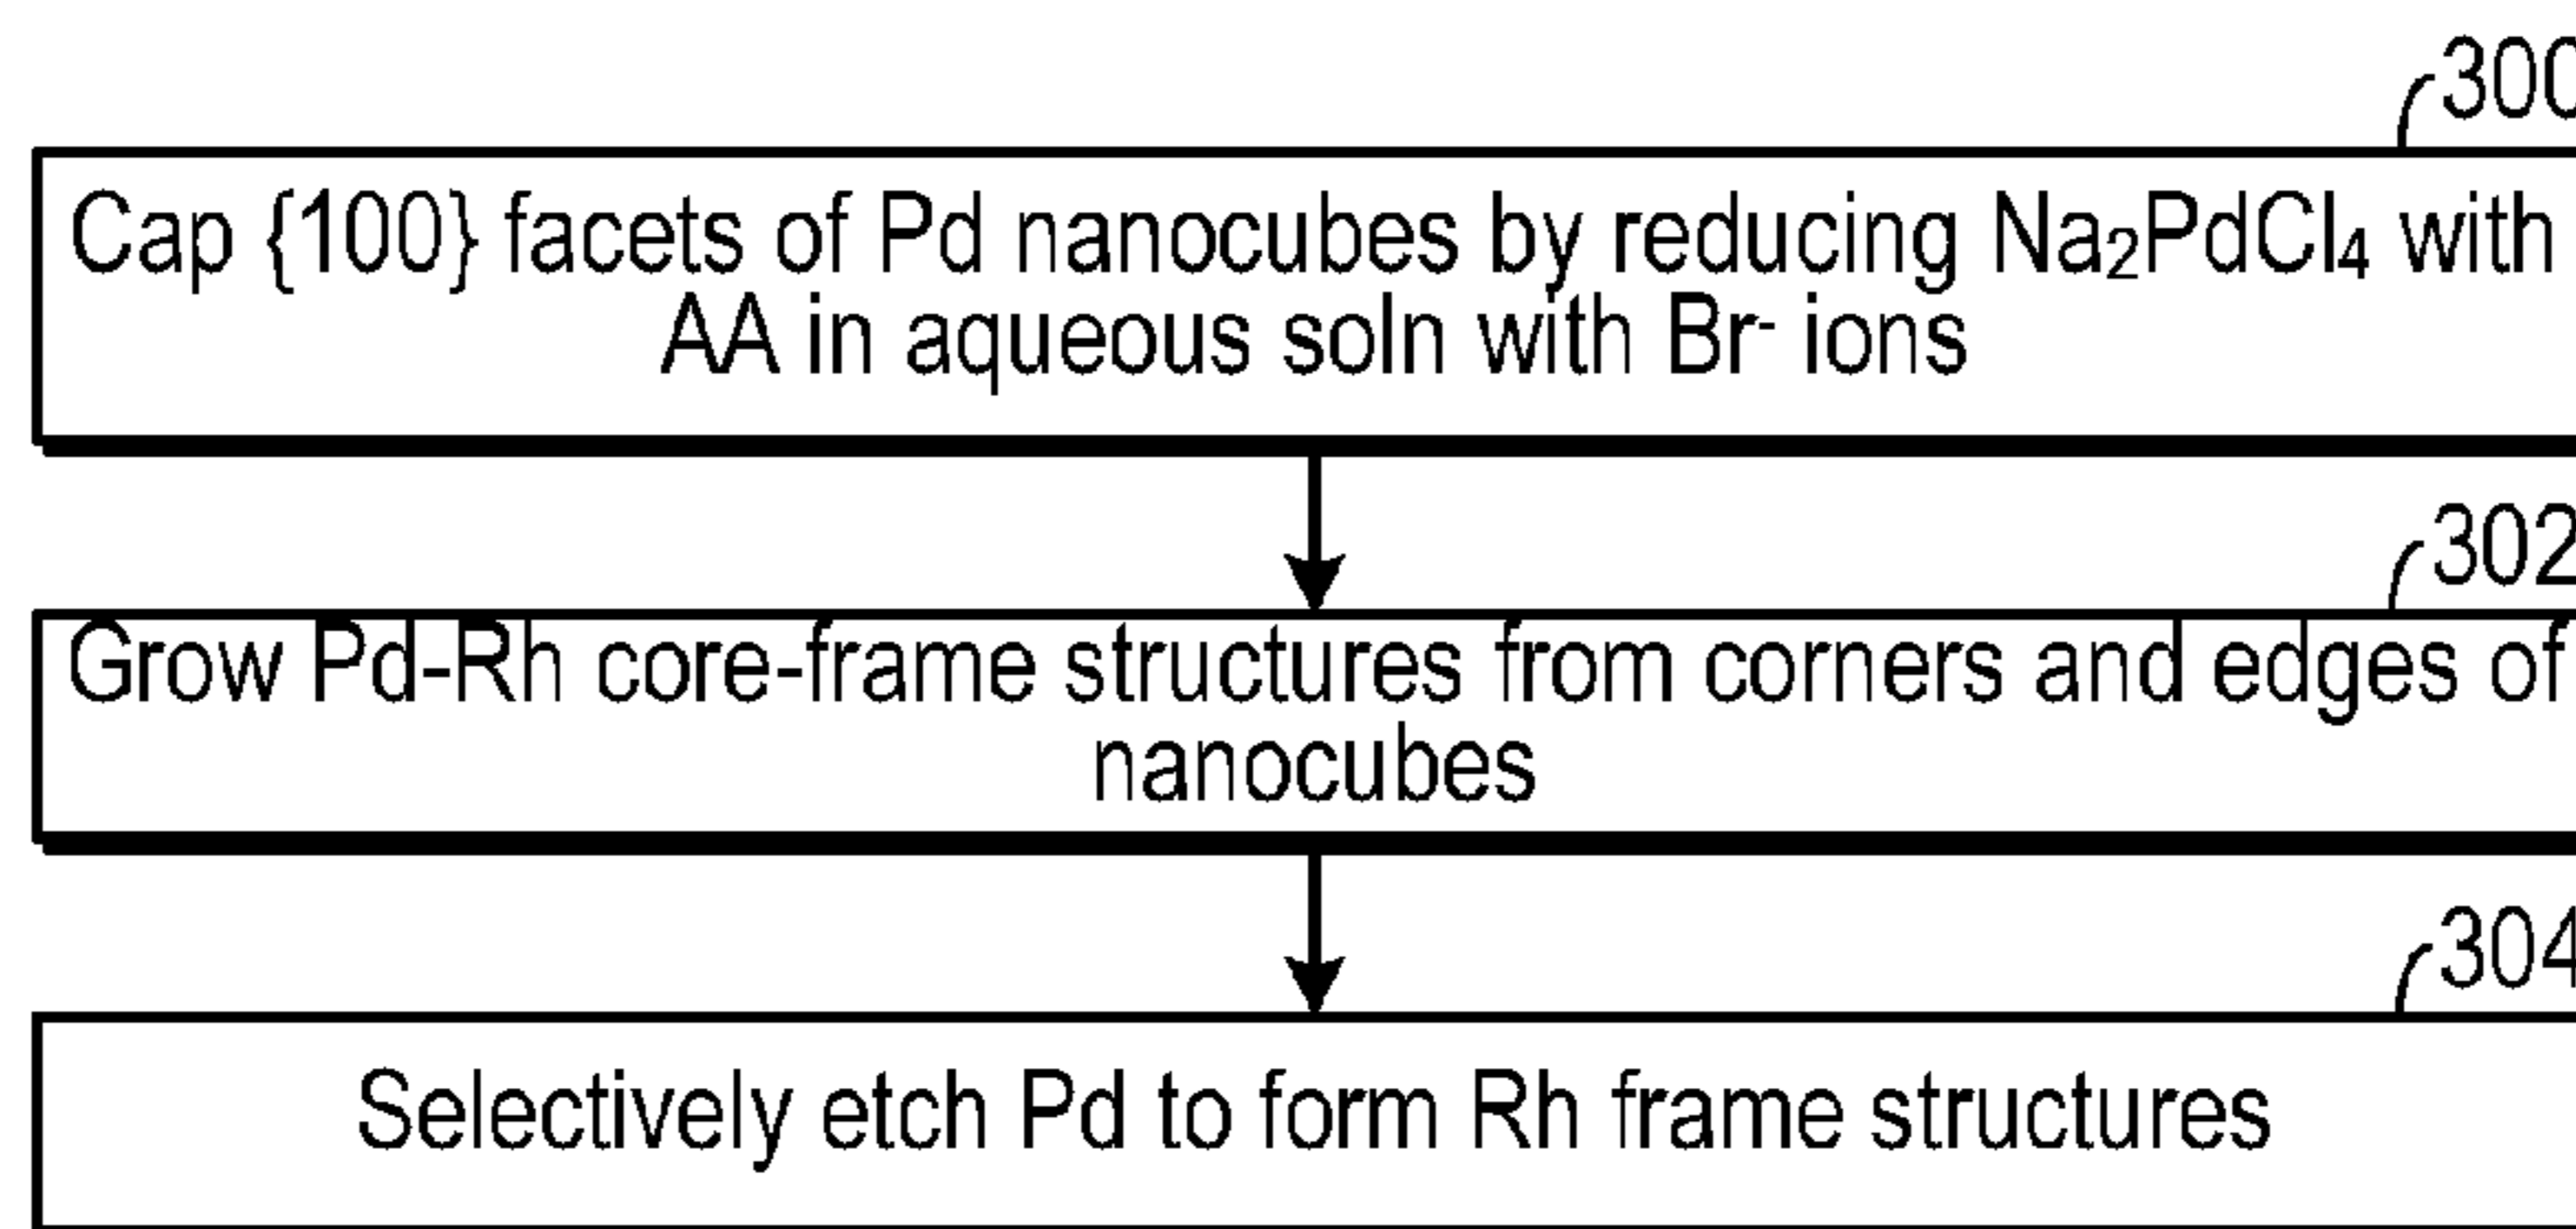 300
Cap {100} facets of Pd nanocubes by reducing Na₂PdCl₄ with
AA in aqueous soln with Br⁻ ions
302
Grow Pd-Rh core-frame structures from corners and edges of
nanocubes
304
Selectively etch Pd to form Rh frame structures